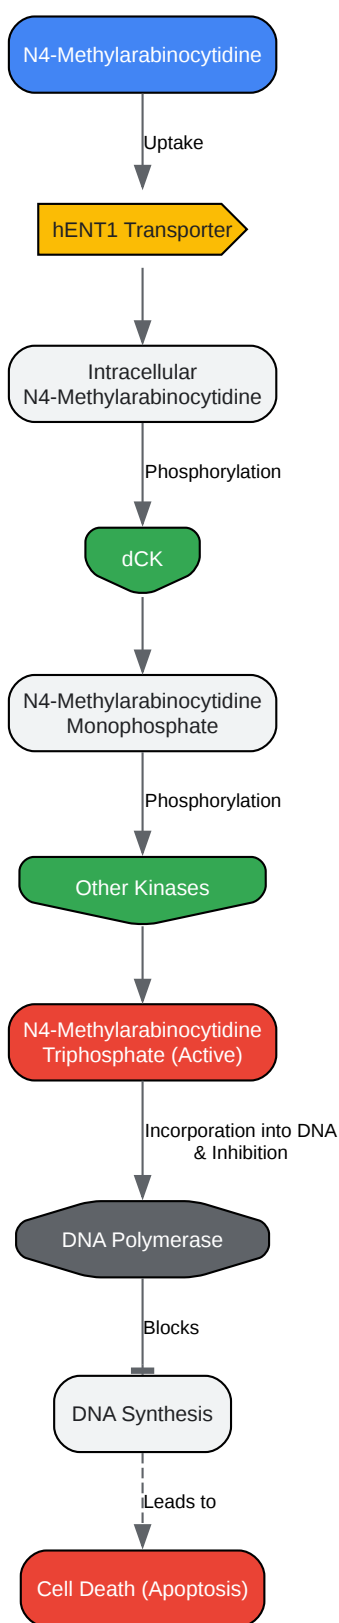 N4-Methylarabinocytidine
Uptake
hENT1 Transporter
Intracellular
N4-Methylarabinocytidine
Phosphorylation
dCK
N4-Methylarabinocytidine
Monophosphate
Phosphorylation
Other Kinases
N4-Methylarabinocytidine
Triphosphate (Active)
Incorporation into DNA
& Inhibition
DNA Polymerase
Blocks
DNA Synthesis
Leads to
Cell Death (Apoptosis)